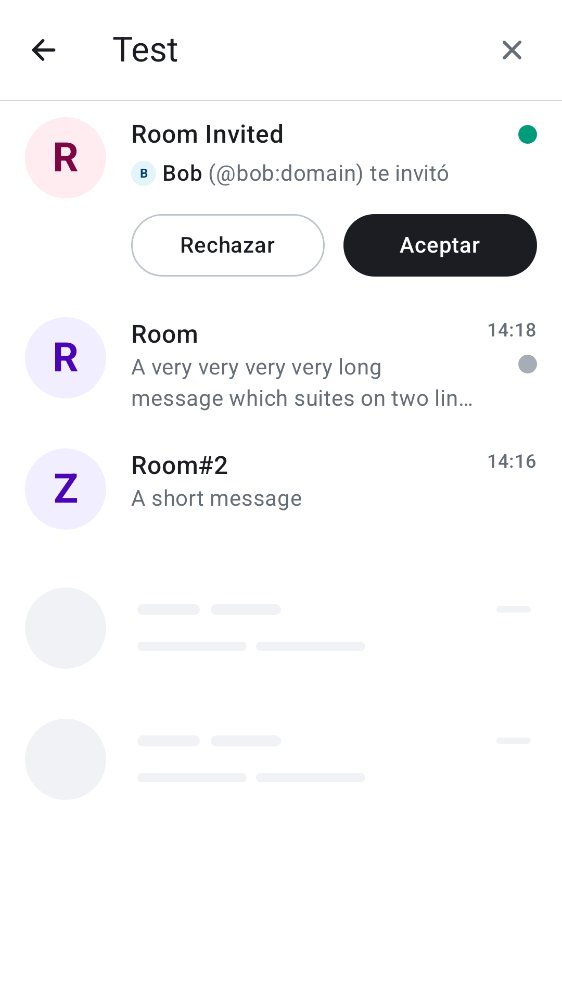 Test
R
Room Invited
B Bob (@bob:domain) te invitó
Rechazar
Aceptar
R
Room
14:18
A very very very very long
message which suites on two lin…
Z
Room#2
14:16
A short message